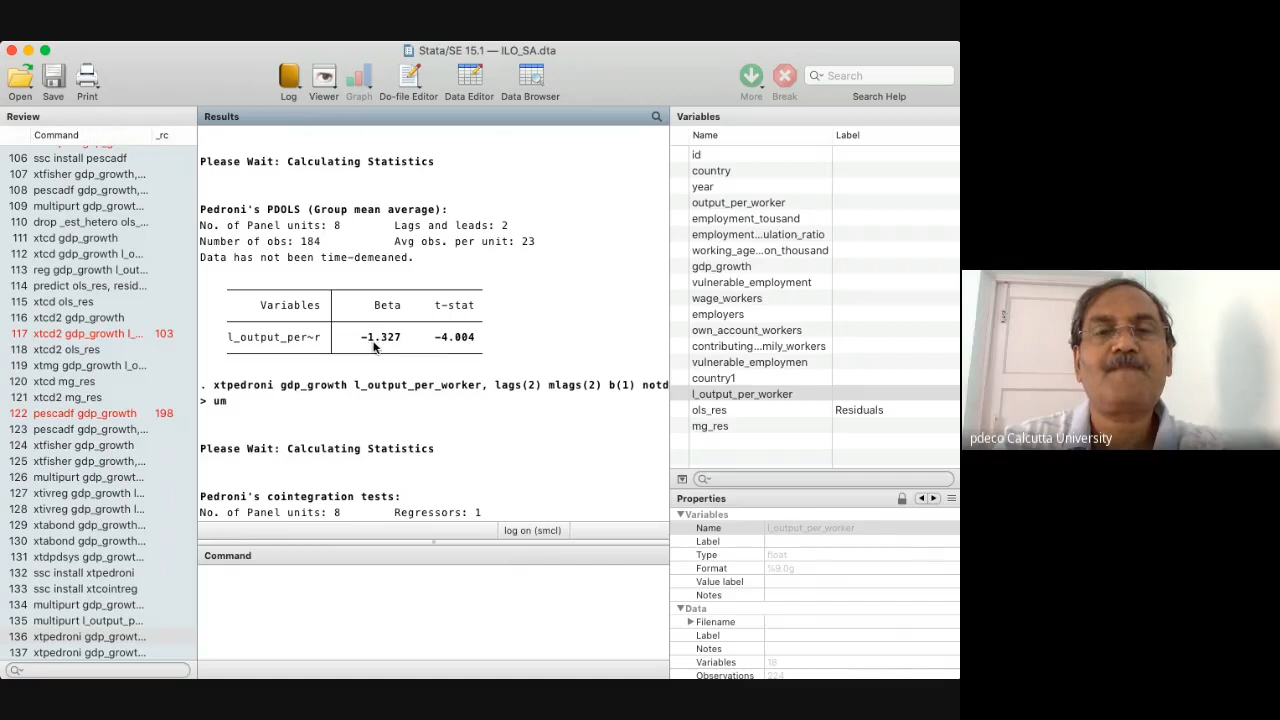 Stata/SE 15.1 — ILO_SA.dta
Open Save Print Log Viewer Graph Do-file Editor Data Editor Data Browser More Break Search Help
Search
Review
Command _rc
106 ssc install pescadf
107 xtfisher gdp_growth,...
108 pescadf gdp_growth,...
109 multipurt gdp_growt...
110 drop _est_hetero ols_...
111 xtcd gdp_growth
112 xtcd gdp_growth l_o...
113 reg gdp_growth l_out...
114 predict ols_res, resid...
115 xtcd ols_res
116 xtcd2 gdp_growth
117 xtcd2 gdp_growth l_... 103
118 xtcd2 ols_res
119 xtmg gdp_growth l_o...
120 xtcd mg_res
121 xtcd2 mg_res
122 pescadf gdp_growth 198
123 pescadf gdp_growth,...
124 xtfisher gdp_growth
125 xtfisher gdp_growth,...
126 multipurt gdp_growt...
127 xtivreg gdp_growth l...
128 xtivreg gdp_growth l...
129 xtabond gdp_growth...
130 xtabond gdp_growth...
131 xtdpdsys gdp_growt...
132 ssc install xtpedroni
133 ssc install xtcointreg
134 multipurt gdp_growt...
135 multipurt l_output_p...
136 xtpedroni gdp_growt...
137 xtpedroni gdp_growt...
Results
Please Wait: Calculating Statistics
Pedroni's PDOLS (Group mean average):
No. of Panel units: 8 Lags and leads: 2
Number of obs: 184 Avg obs. per unit: 23
Data has not been time-demeaned.
Variables Beta t-stat
l_output_per~r -1.327 -4.004
. xtpedroni gdp_growth l_output_per_worker, lags(2) mlags(2) b(1) notd
> um
Please Wait: Calculating Statistics
Pedroni's cointegration tests:
No. of Panel units: 8 Regressors: 1
log on (smcl)
Command
Variables
Name Label
id
country
year
output_per_worker
employment_tousand
employment...ulation_ratio
working_age...on_thousand
gdp_growth
vulnerable_employment
wage_workers
employers
own_account_workers
contributing...mily_workers
vulnerable_employmen
country1
l_output_per_worker
ols_res Residuals
mg_res
Properties
Variables
Name l_output_per_worker
Label
Type float
Format %9.0g
Value label
Notes
Data
Filename
Label
Notes
Variables 18
Observations 224
pdeco Calcutta University